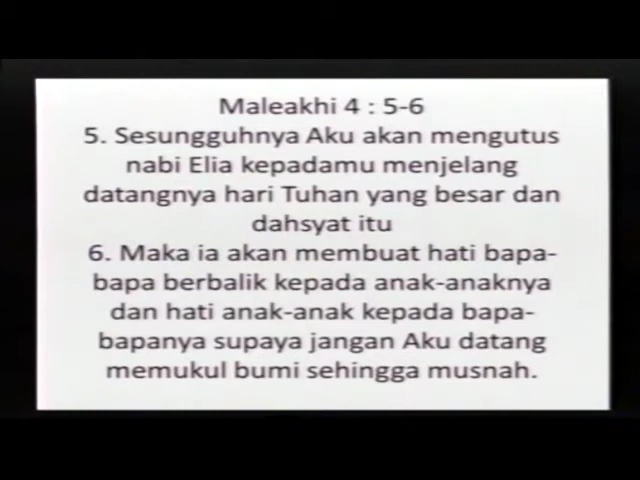 Maleakhi 4 : 5-6
5. Sesungguhnya Aku akan mengutus
nabi Elia kepadamu menjelang
datangnya hari Tuhan yang besar dan
dahsyat itu
6. Maka ia akan membuat hati bapa-
bapa berbalik kepada anak-anaknya
dan hati anak-anak kepada bapa-
bapanya supaya jangan Aku datang
memukul bumi sehingga musnah.